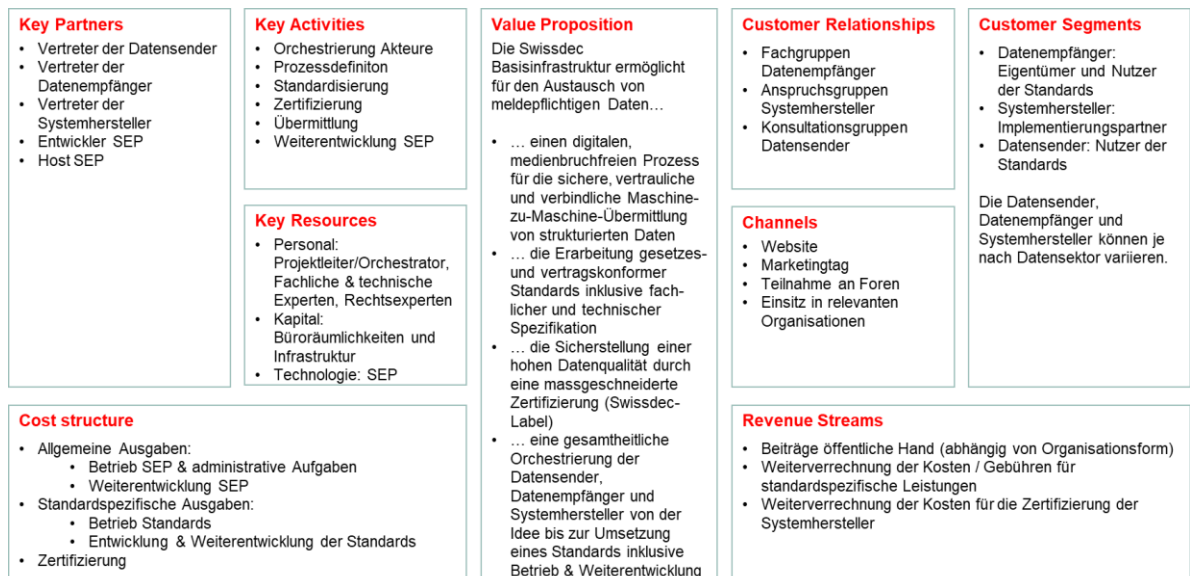 Key Partners
• Vertreter der Datensender
• Vertreter der
Datenempfänger
• Vertreter der
Systemhersteller
• Entwickler SEP
• Host SEP
Key Activities
• Orchestrierung Akteure
• Prozessdefiniton
• Standardisierung
• Zertifizierung
• Übermittlung
• Weiterentwicklung SEP
Key Resources
• Personal:
Projektleiter/Orchestrator,
Fachliche & technische
Experten, Rechtsexperten
• Kapital:
Büroräumlichkeiten und
Infrastruktur
• Technologie: SEP
Value Proposition
Die Swissdec
Basisinfrastruktur ermöglicht
für den Austausch von
meldepflichtigen Daten…
• … einen digitalen,
medienbruchfreien Prozess
für die sichere, vertrauliche
und verbindliche Maschine-
zu-Maschine-Übermittlung
von strukturierten Daten
• … die Erarbeitung gesetzes-
und vertragskonformer
Standards inklusive fach-
licher und technischer
Spezifikation
• … die Sicherstellung einer
hohen Datenqualität durch
eine massgeschneiderte
Zertifizierung (Swissdec-
Label)
• … eine gesamtheitliche
Orchestrierung der
Datensender,
Datenempfänger und
Systemhersteller von der
Idee bis zur Umsetzung
eines Standards inklusive
Betrieb & Weiterentwicklung
Customer Relationships
• Fachgruppen
Datenempfänger
• Anspruchsgruppen
Systemhersteller
• Konsultationsgruppen
Datensender
Channels
• Website
• Marketingtag
• Teilnahme an Foren
• Einsitz in relevanten
Organisationen
Customer Segments
• Datenempfänger:
Eigentümer und Nutzer
der Standards
• Systemhersteller:
Implementierungspartner
• Datensender: Nutzer der
Standards
Die Datensender,
Datenempfänger und
Systemhersteller können je
nach Datensektor variieren.
Cost structure
• Allgemeine Ausgaben:
• Betrieb SEP & administrative Aufgaben
• Weiterentwicklung SEP
• Standardspezifische Ausgaben:
• Betrieb Standards
• Entwicklung & Weiterentwicklung der Standards
• Zertifizierung
Revenue Streams
• Beiträge öffentliche Hand (abhängig von Organisationsform)
• Weiterverrechnung der Kosten / Gebühren für
standardspezifische Leistungen
• Weiterverrechnung der Kosten für die Zertifizierung der
Systemhersteller